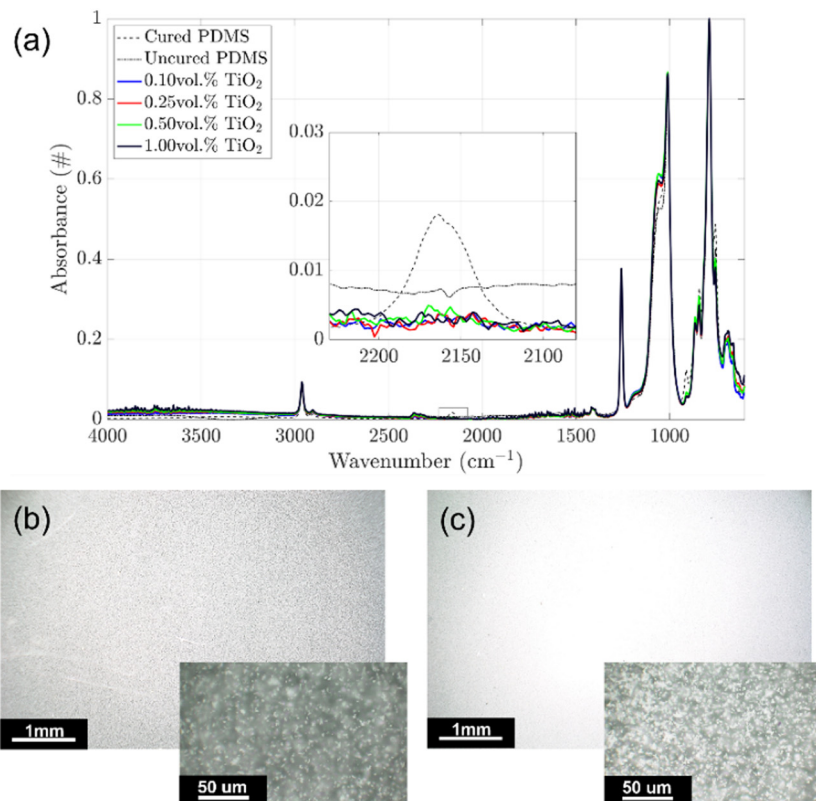 (a)
1
0.8
0.6
0.4
0.2
0
Absorbance (#)
Cured PDMS
Uncured PDMS
0.10vol.% TiO₂
0.25vol.% TiO₂
0.50vol.% TiO₂
1.00vol.% TiO₂
0.03
0.02
0.01
0
2200 2150 2100
4000 3500 3000 2500 2000 1500 1000
Wavenumber (cm⁻¹)
(b)
1mm
50 um
(c)
1mm
50 um